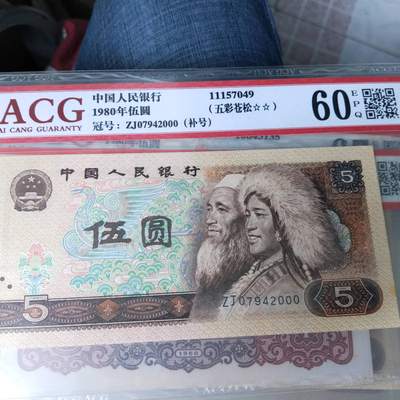 ACG
AI CANG GUARANTY
中国人民银行
1980年伍圆
冠号：ZJ07942000（补号）
11157049
（五彩苍松☆☆）
60 EPQ
中国人民银行
5
伍圆
ZJ07942000
5
5
1980